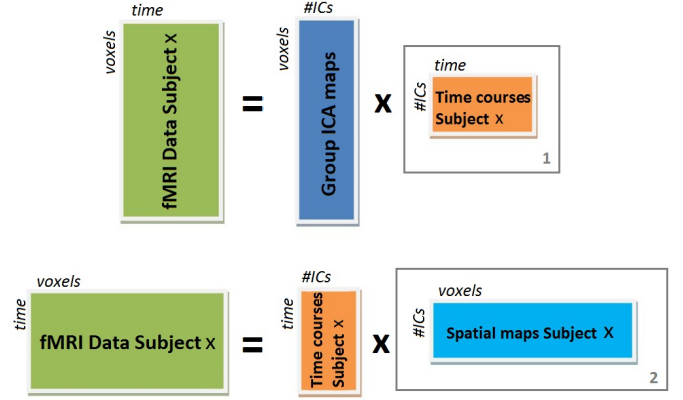 time
#ICs
voxels
fMRI Data Subject x
=
voxels
Group ICA maps
x
time
#ICs
Time courses
Subject x
1
voxels
time
fMRI Data Subject x
=
#ICs
time
Time courses
Subject x
x
voxels
#ICs
Spatial maps Subject x
2